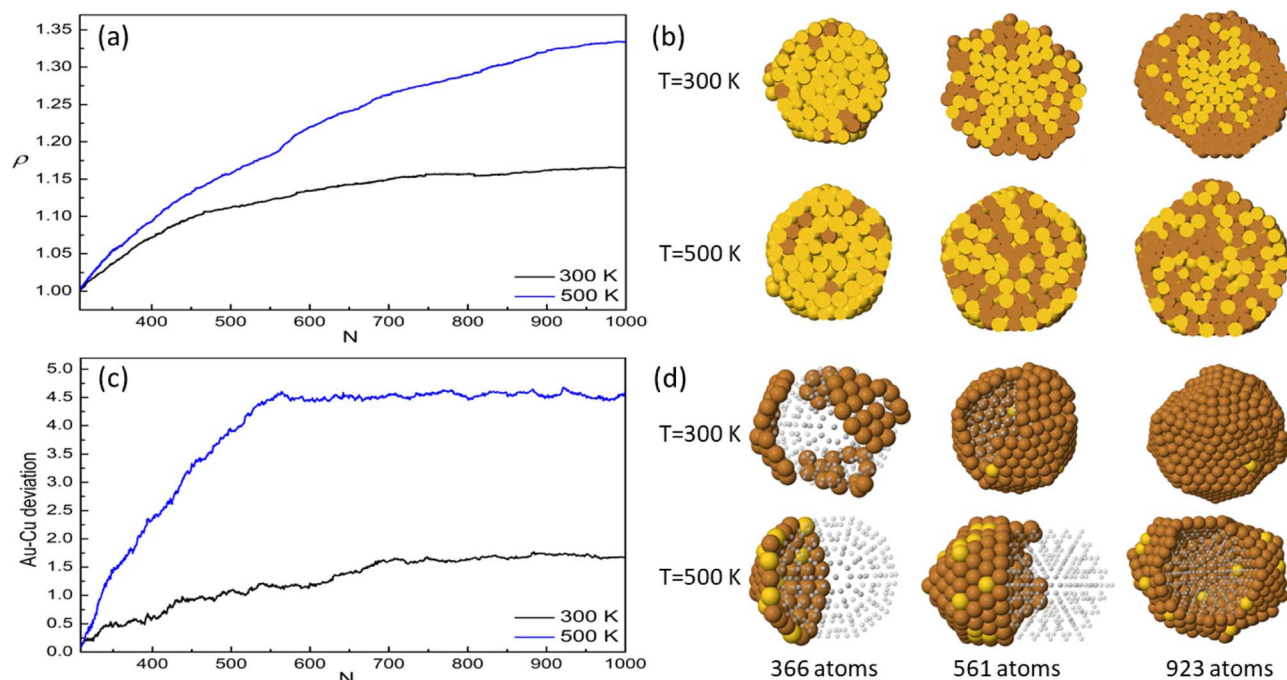 (a)
1.35
1.30
1.25
1.20
1.15
1.10
1.05
1.00
ρ
300 K
500 K
400 500 600 700 800 900 1000
N
(b)
T=300 K
T=500 K
(c)
5.0
4.5
4.0
3.5
3.0
2.5
2.0
1.5
1.0
0.5
0.0
Au-Cu deviation
300 K
500 K
400 500 600 700 800 900 1000
N
(d)
T=300 K
T=500 K
366 atoms 561 atoms 923 atoms